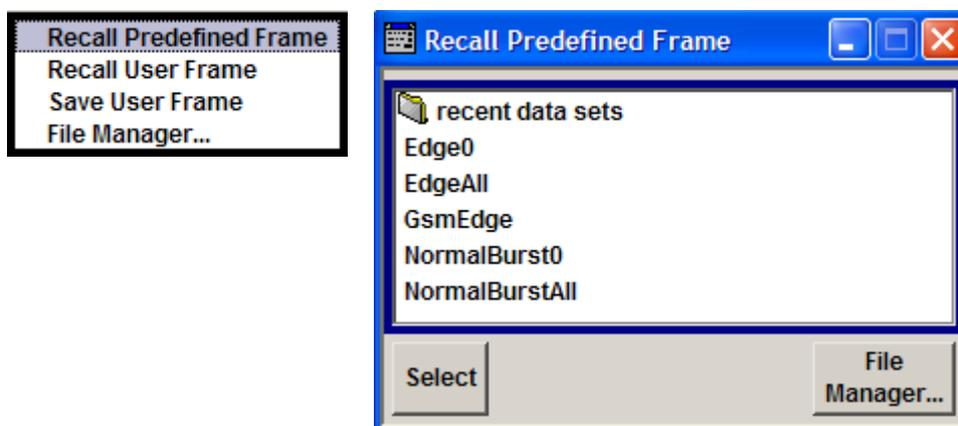 Recall Predefined Frame
Recall User Frame
Save User Frame
File Manager...
Recall Predefined Frame
recent data sets
Edge0
EdgeAll
GsmEdge
NormalBurst0
NormalBurstAll
Select
File
Manager...